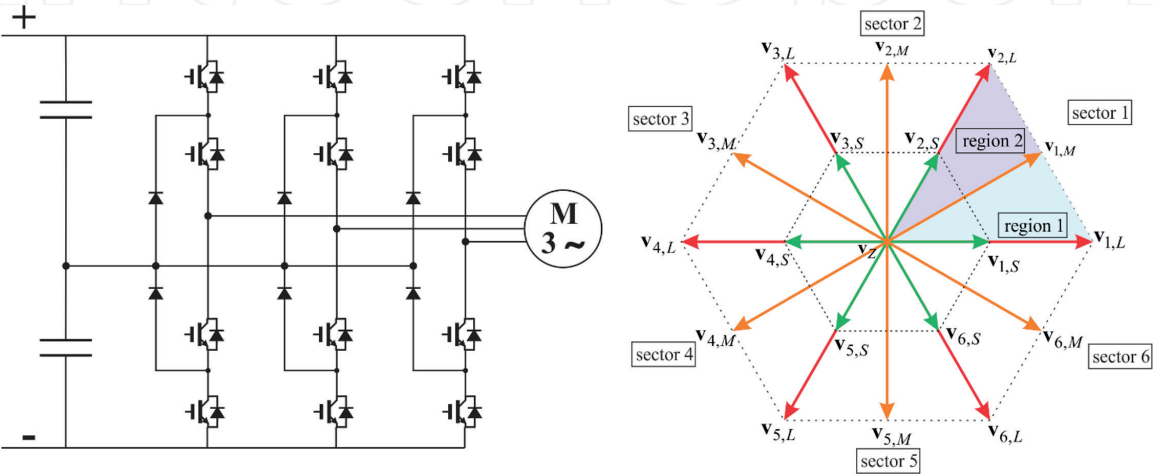 +
-
M
3 ~
sector 2
v2,M
v3,L
v2,L
sector 3
sector 1
v3,M
v3,S
v2,S
region 2
v1,M
region 1
v4,L
v4,S
vZ
v1,S
v1,L
v4,M
v5,S
v6,S
v6,M
sector 4
sector 6
v5,L
v5,M
v6,L
sector 5